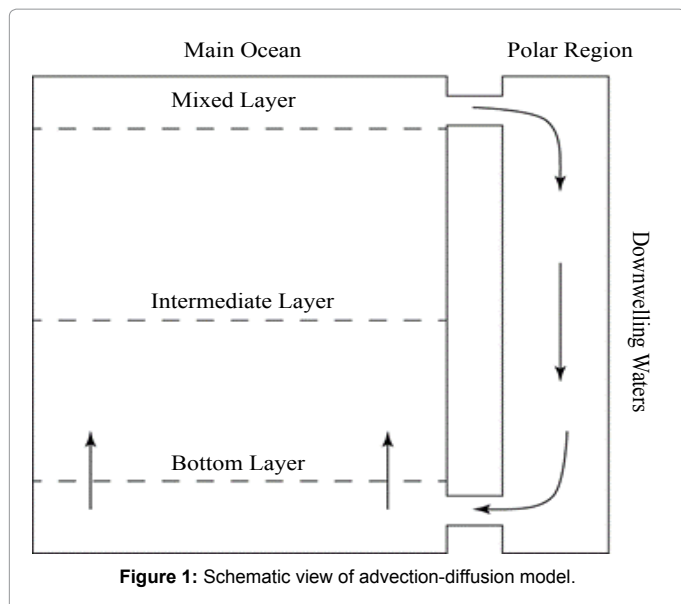 Main Ocean
Polar Region
Mixed Layer
Intermediate Layer
Downwelling Waters
Bottom Layer
Figure 1: Schematic view of advection-diffusion model.